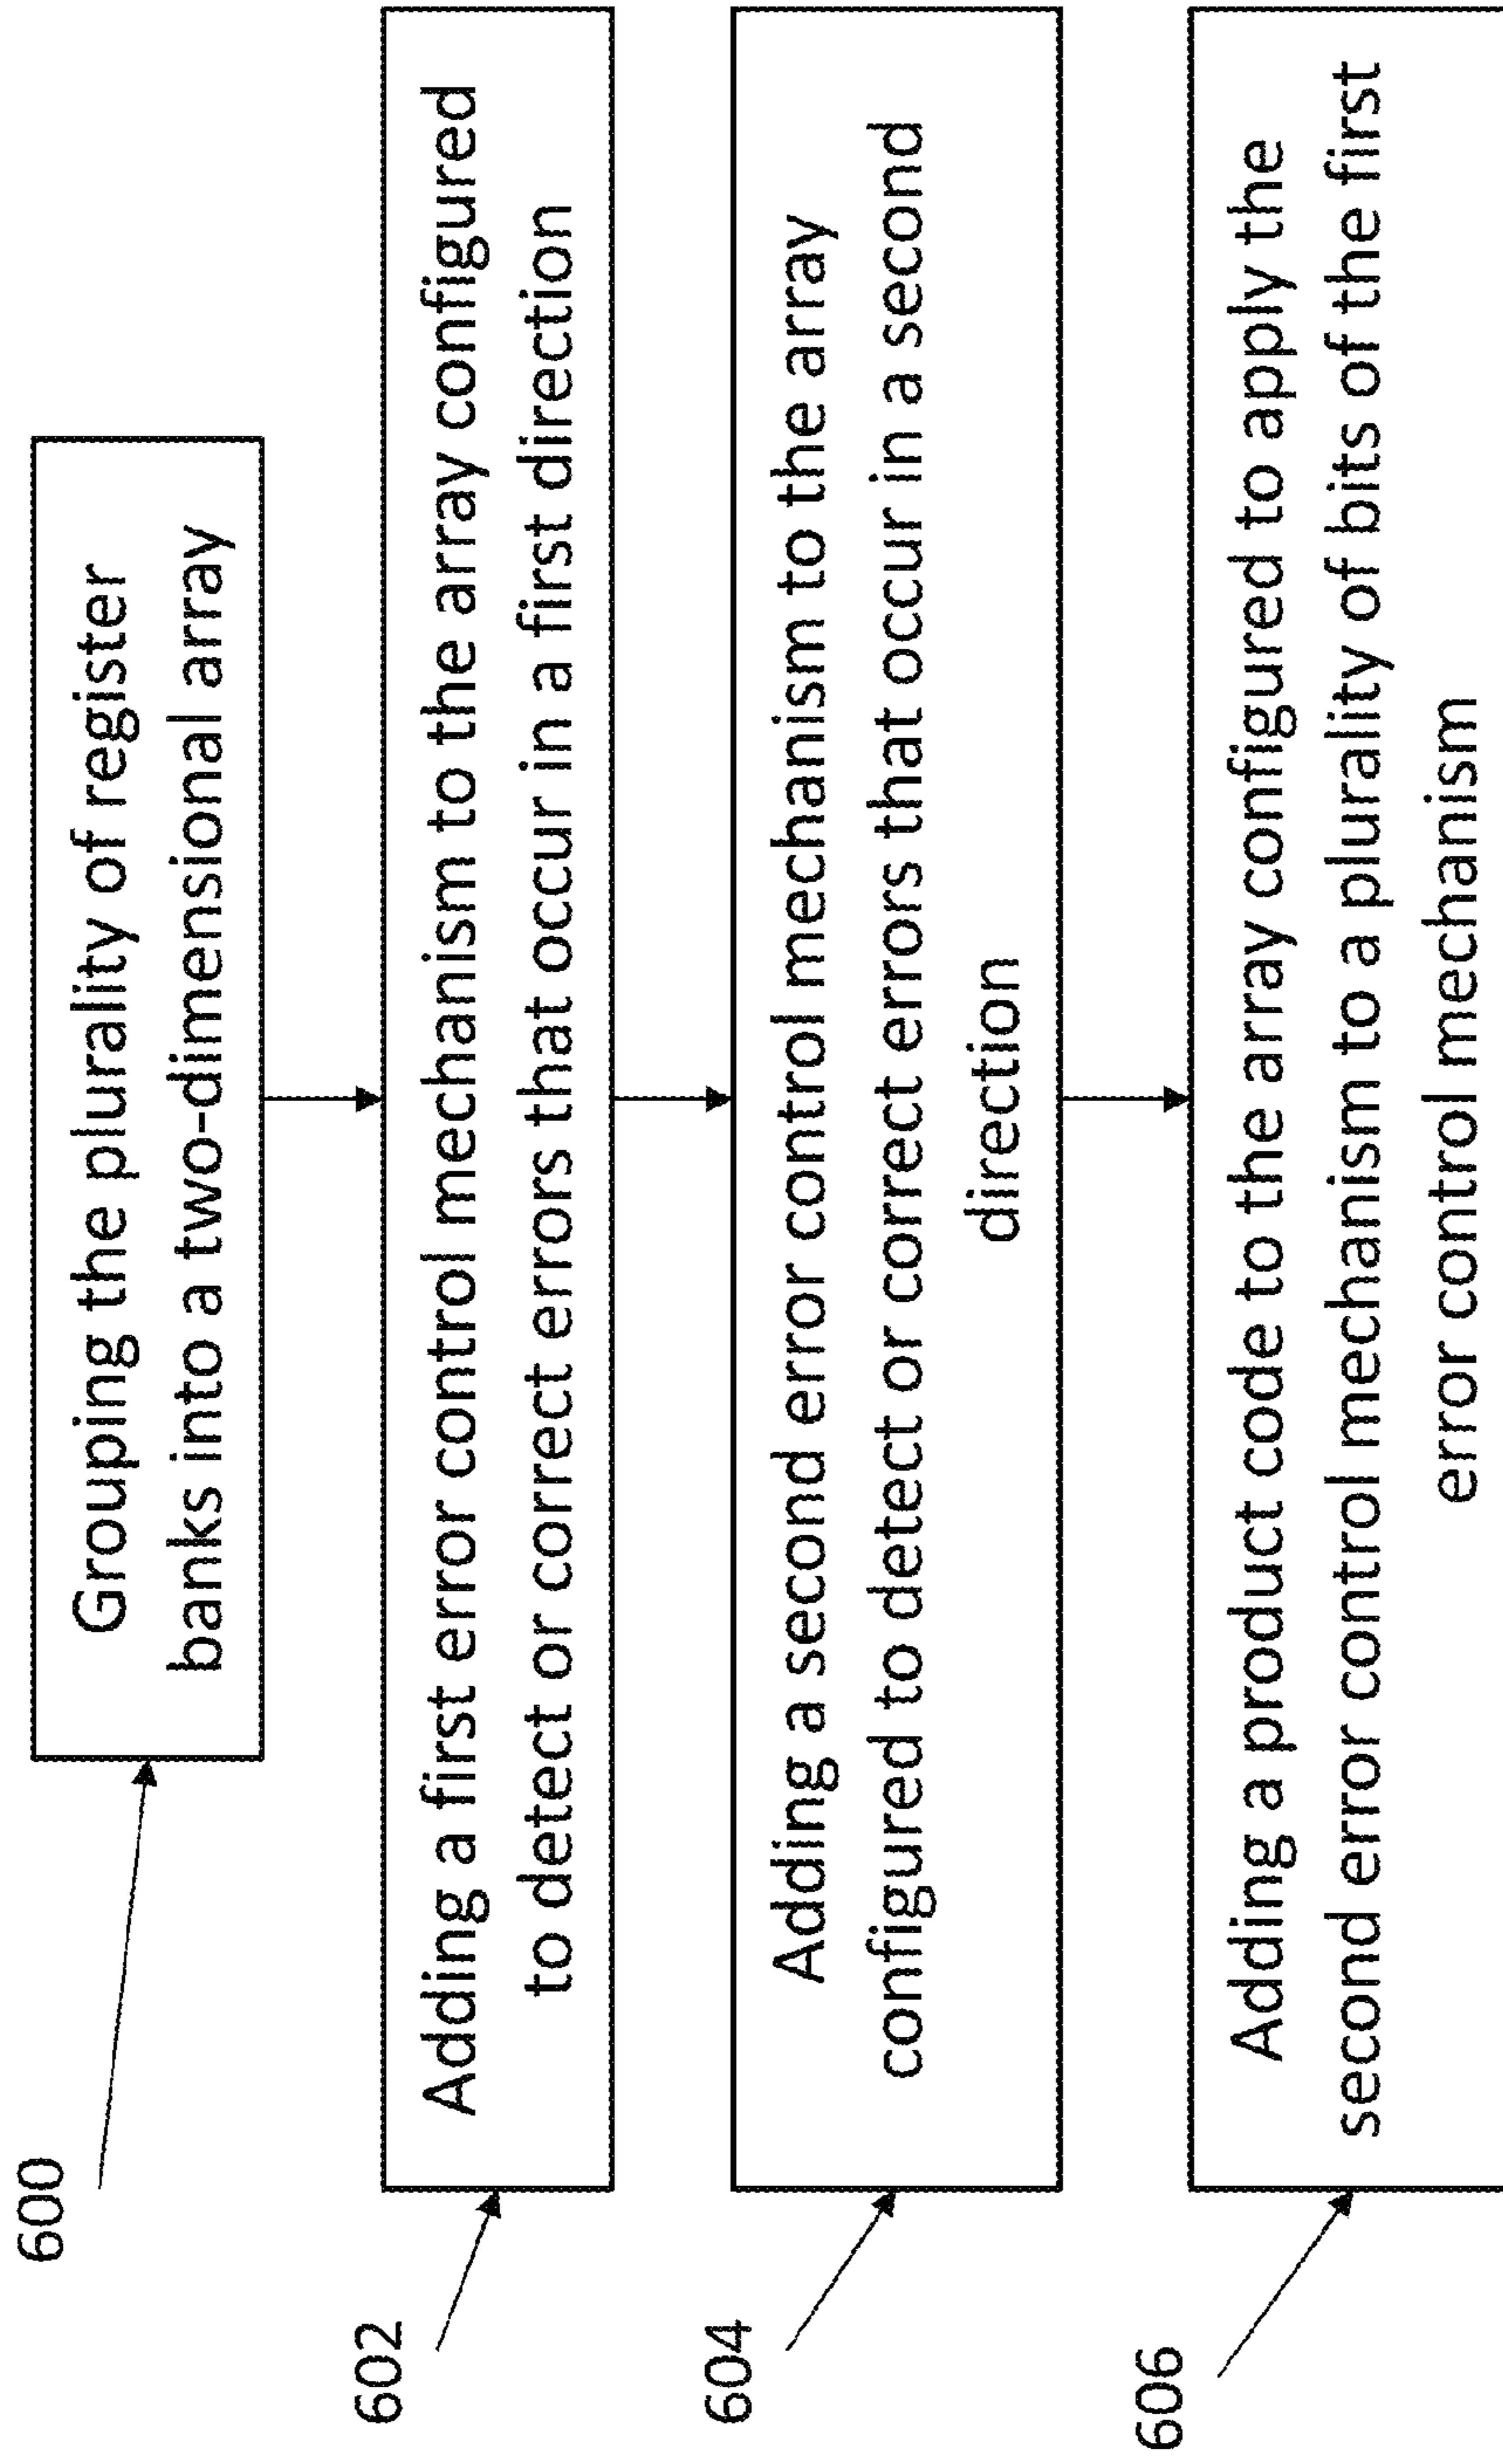 600
Grouping the plurality of register
banks into a two-dimensional array
602
Adding a first error control mechanism to the array configured
to detect or correct errors that occur in a first direction
604
Adding a second error control mechanism to the array
configured to detect or correct errors that occur in a second
direction
606
Adding a product code to the array configured to apply the
second error control mechanism to a plurality of bits of the first
error control mechanism